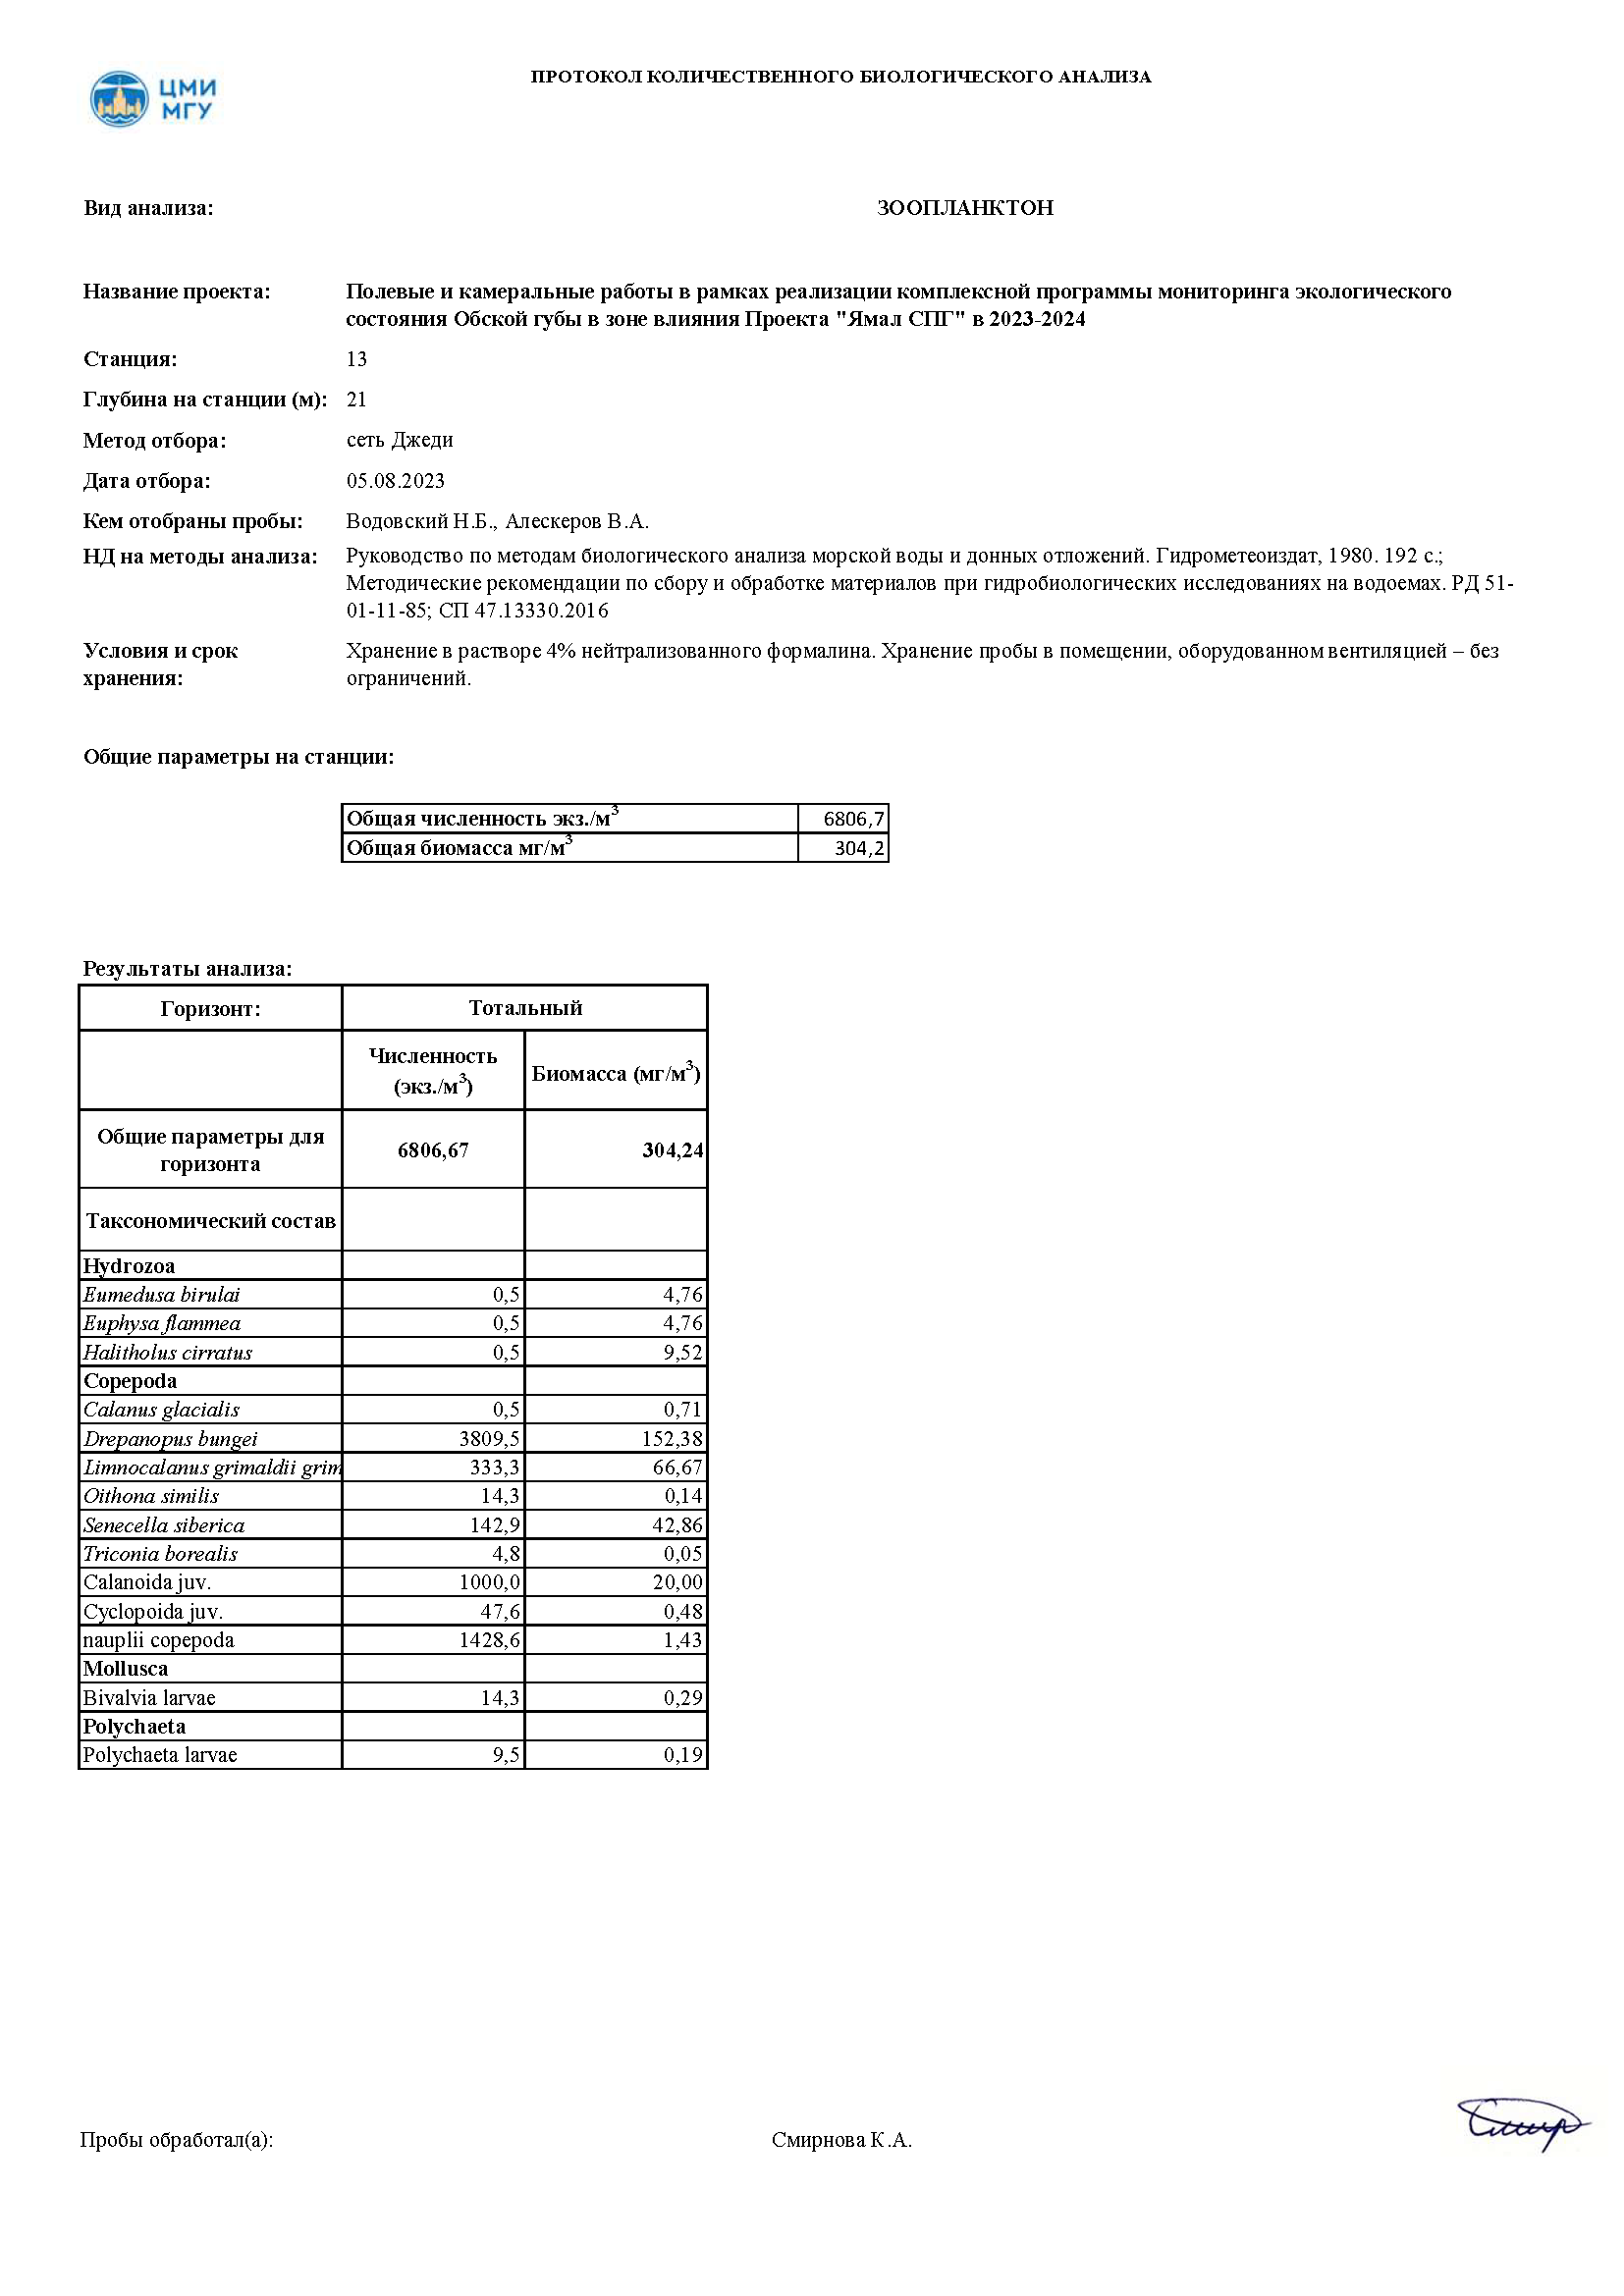 ЦМИ
МГУ
ПРОТОКОЛ КОЛИЧЕСТВЕННОГО БИОЛОГИЧЕСКОГО АНАЛИЗА
Вид анализа: ЗООПЛАНКТОН
Название проекта: Полевые и камеральные работы в рамках реализации комплексной программы мониторинга экологического
состояния Обской губы в зоне влияния Проекта "Ямал СПГ" в 2023-2024
Станция: 13
Глубина на станции (м): 21
Метод отбора: сеть Джеди
Дата отбора: 05.08.2023
Кем отобраны пробы: Водовский Н.Б., Алескеров В.А.
НД на методы анализа: Руководство по методам биологического анализа морской воды и донных отложений. Гидрометеоиздат, 1980. 192 с.;
Методические рекомендации по сбору и обработке материалов при гидробиологических исследованиях на водоемах. РД 51-
01-11-85; СП 47.13330.2016
Условия и срок Хранение в растворе 4% нейтрализованного формалина. Хранение пробы в помещении, оборудованном вентиляцией – без
хранения: ограничений.
Общие параметры на станции:
Общая численность экз./м³ 6806,7
Общая биомасса мг/м³ 304,2
Результаты анализа:
Горизонт: Тотальный
Численность
(экз./м³) Биомасса (мг/м³)
Общие параметры для
горизонта 6806,67 304,24
Таксономический состав
Hydrozoa
Eumedusa birulai 0,5 4,76
Euphysa flammea 0,5 4,76
Halitholus cirratus 0,5 9,52
Copepoda
Calanus glacialis 0,5 0,71
Drepanopus bungei 3809,5 152,38
Limnocalanus grimaldii grim 333,3 66,67
Oithona similis 14,3 0,14
Senecella siberica 142,9 42,86
Triconia borealis 4,8 0,05
Calanoida juv. 1000,0 20,00
Cyclopoida juv. 47,6 0,48
nauplii copepoda 1428,6 1,43
Mollusca
Bivalvia larvae 14,3 0,29
Polychaeta
Polychaeta larvae 9,5 0,19
Пробы обработал(а): Смирнова К.А.